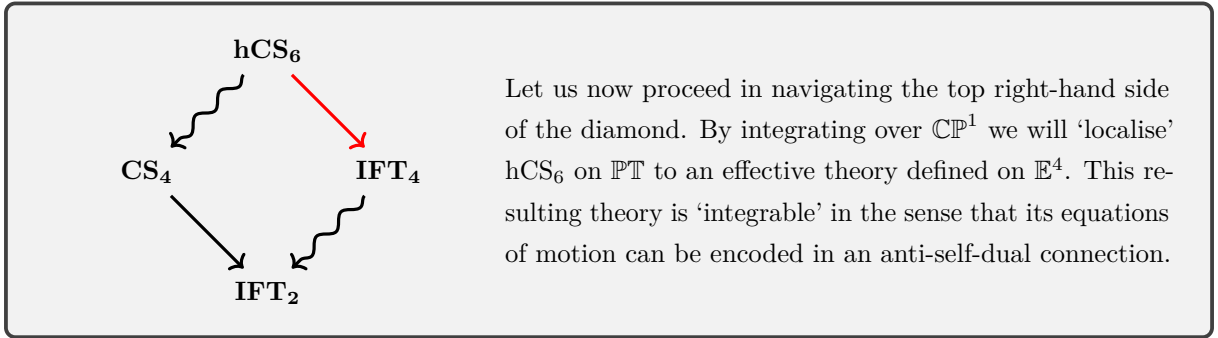 hCS₆
CS₄
IFT₄
IFT₂
Let us now proceed in navigating the top right-hand side
of the diamond. By integrating over ℂℙ¹ we will ‘localise’
hCS₆ on ℙ𝕋 to an effective theory defined on 𝔼⁴. This re-
sulting theory is ‘integrable’ in the sense that its equations
of motion can be encoded in an anti-self-dual connection.